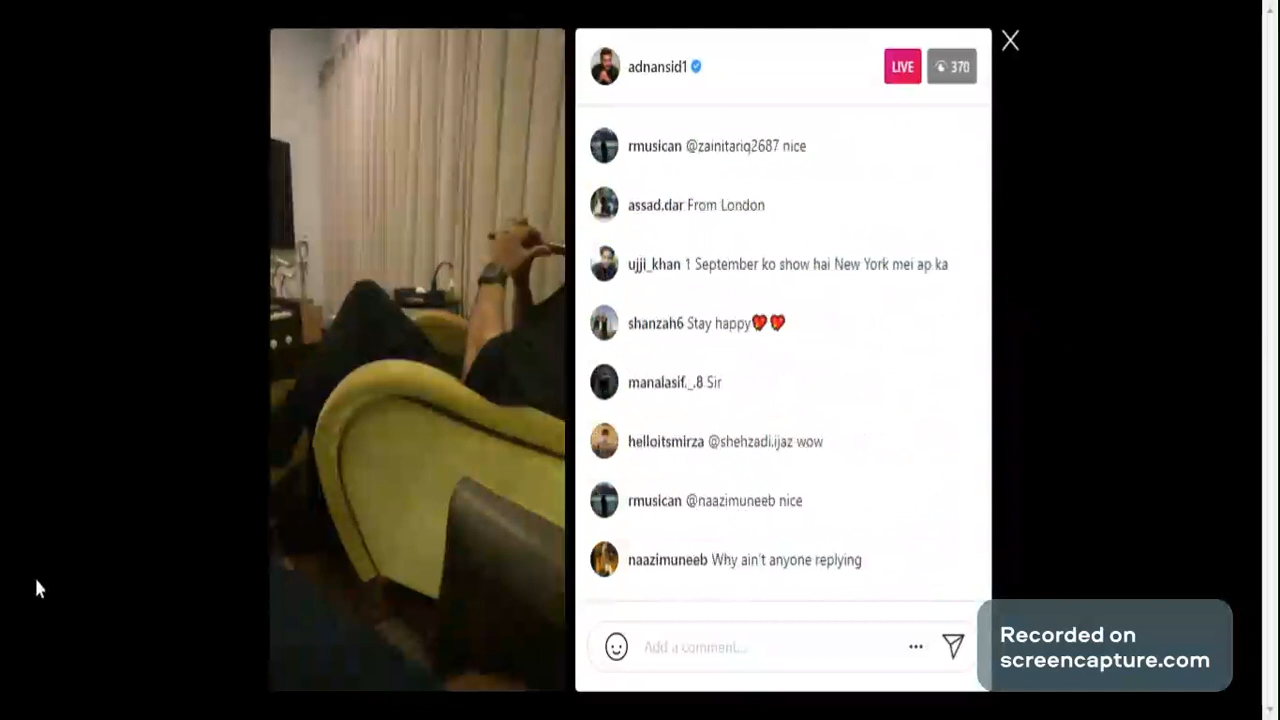 adnansid1
LIVE
370
rmusican @zainitariq2687 nice
assad.dar From London
ujji_khan 1 September ko show hai New York mei ap ka
shanzah6 Stay happy❤️❤️
manalasif._.8 Sir
helloitsmirza @shehzadi.ijaz wow
rmusican @naazimuneeb nice
naazimuneeb Why ain't anyone replying
Add a comment...
Recorded on
screencapture.com